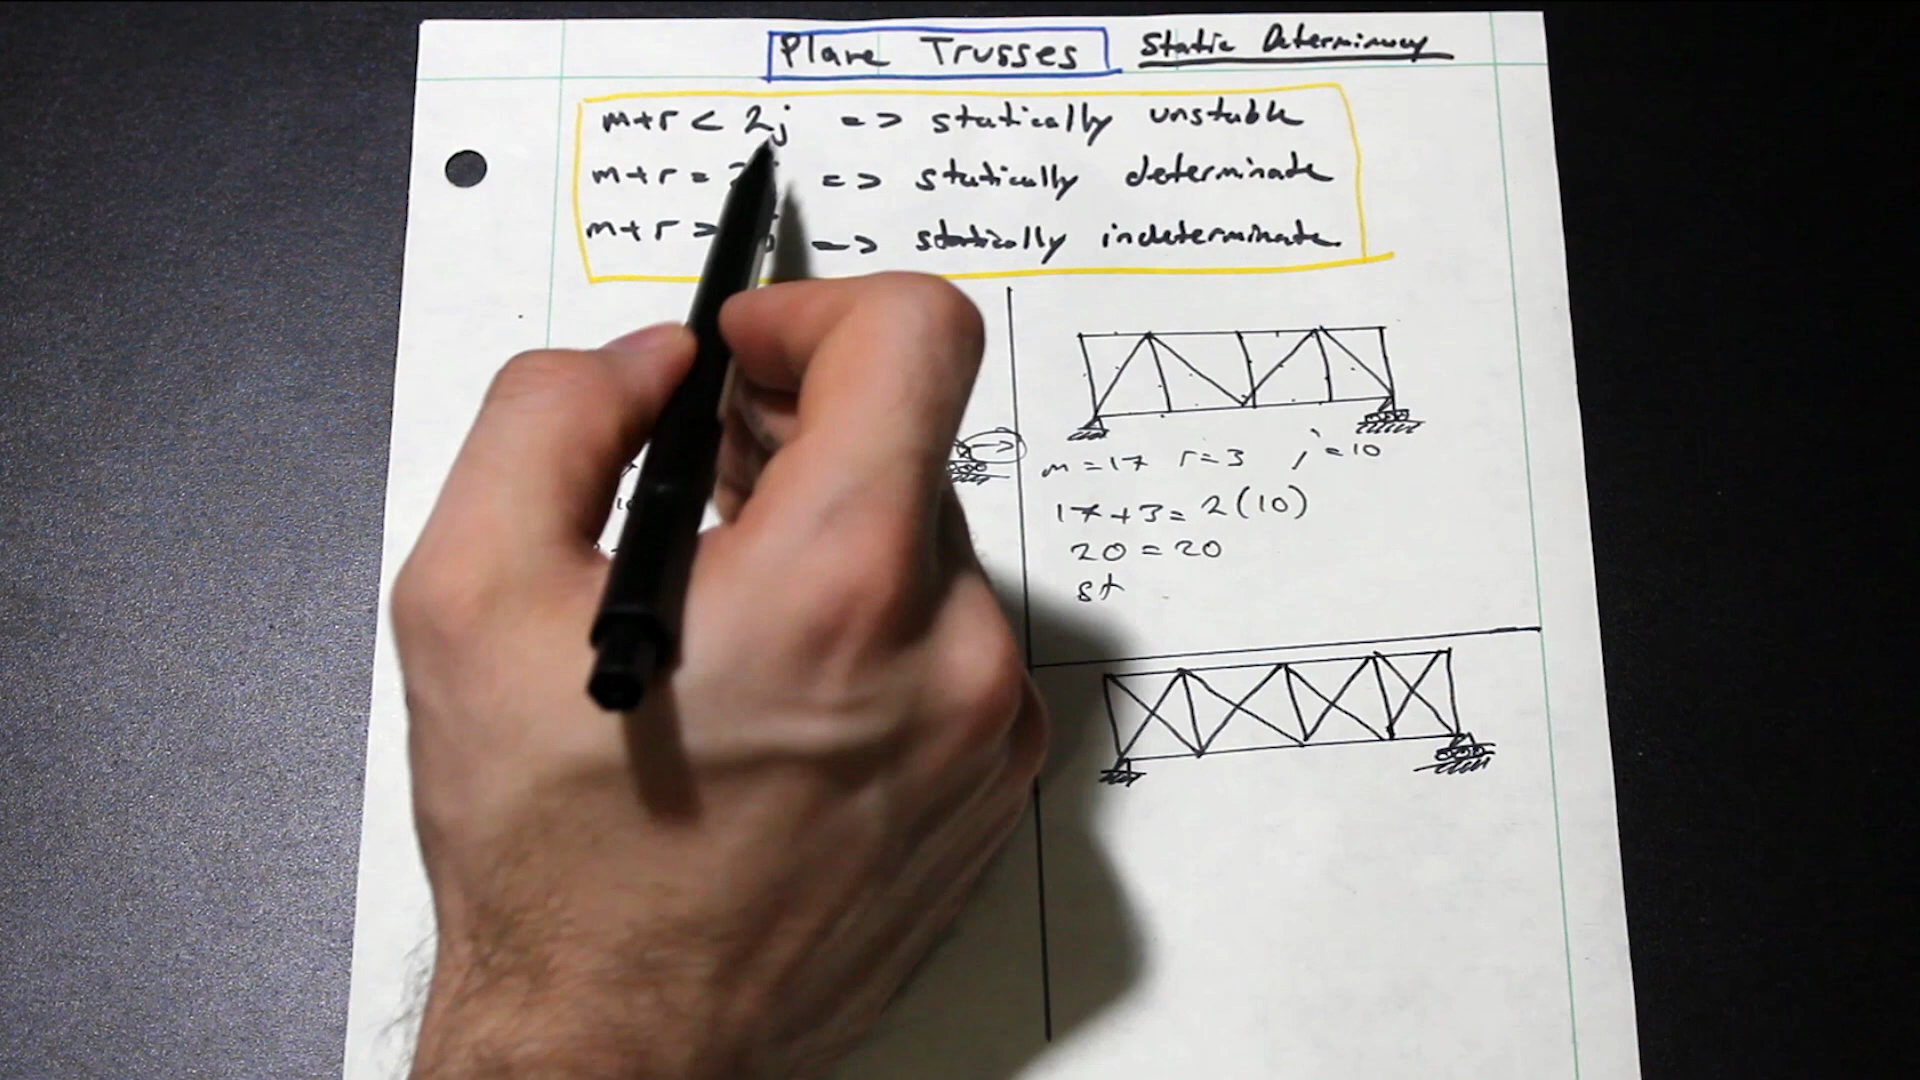 Plane Trusses Static Determinacy
m+r < 2j => statically unstable
m+r = => statically determinate
m+r > => statically indeterminate
m=17 r=3 j=10
17+3=2(10)
20=20
st